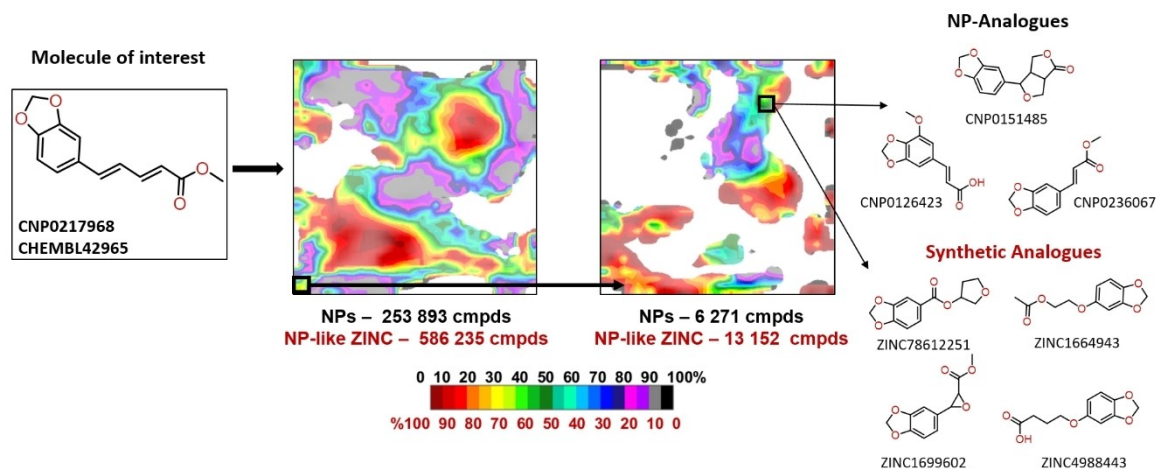 Molecule of interest
O
O
O
O
CNP0217968
CHEMBL42965
NPs – 253 893 cmpds
NP-like ZINC – 586 235 cmpds
NPs – 6 271 cmpds
NP-like ZINC – 13 152 cmpds
0 10 20 30 40 50 60 70 80 90 100%
%100 90 80 70 60 50 40 30 20 10 0
NP-Analogues
O
O
O
O
O
CNP0151485
O
O
O
O
OH
CNP0126423
O
O
O
O
CNP0236067
Synthetic Analogues
O
O
O
O
O
ZINC78612251
O
O
O
O
O
ZINC1664943
O
O
O
O
O
ZINC1699602
O
O
O
O
OH
ZINC4988443